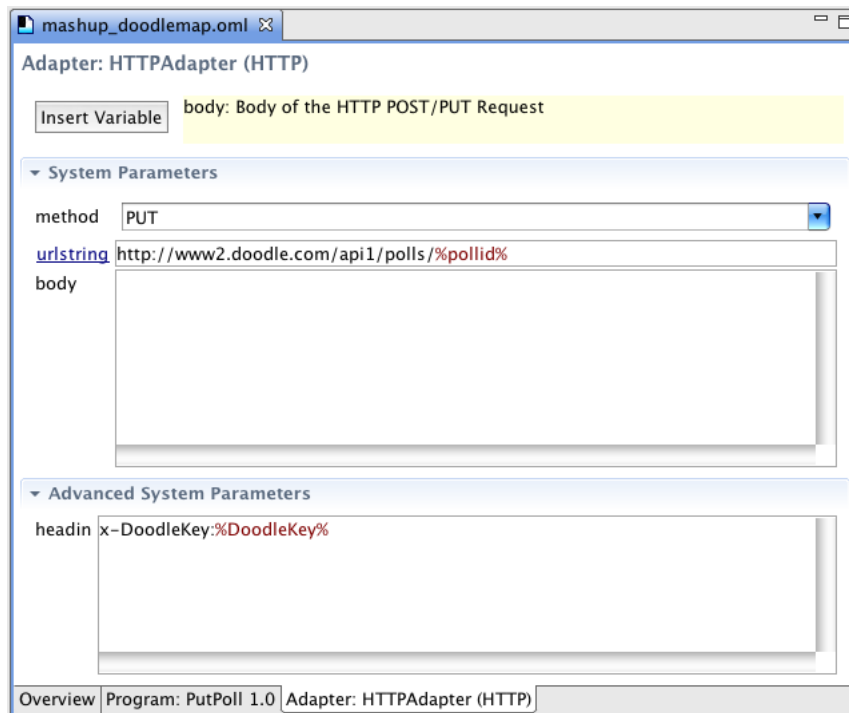 mashup_doodlemap.oml
Adapter: HTTPAdapter (HTTP)
Insert Variable
body: Body of the HTTP POST/PUT Request
System Parameters
method PUT
urlstring http://www2.doodle.com/api1/polls/%pollid%
body
Advanced System Parameters
headin x-DoodleKey:%DoodleKey%
Overview Program: PutPoll 1.0 Adapter: HTTPAdapter (HTTP)